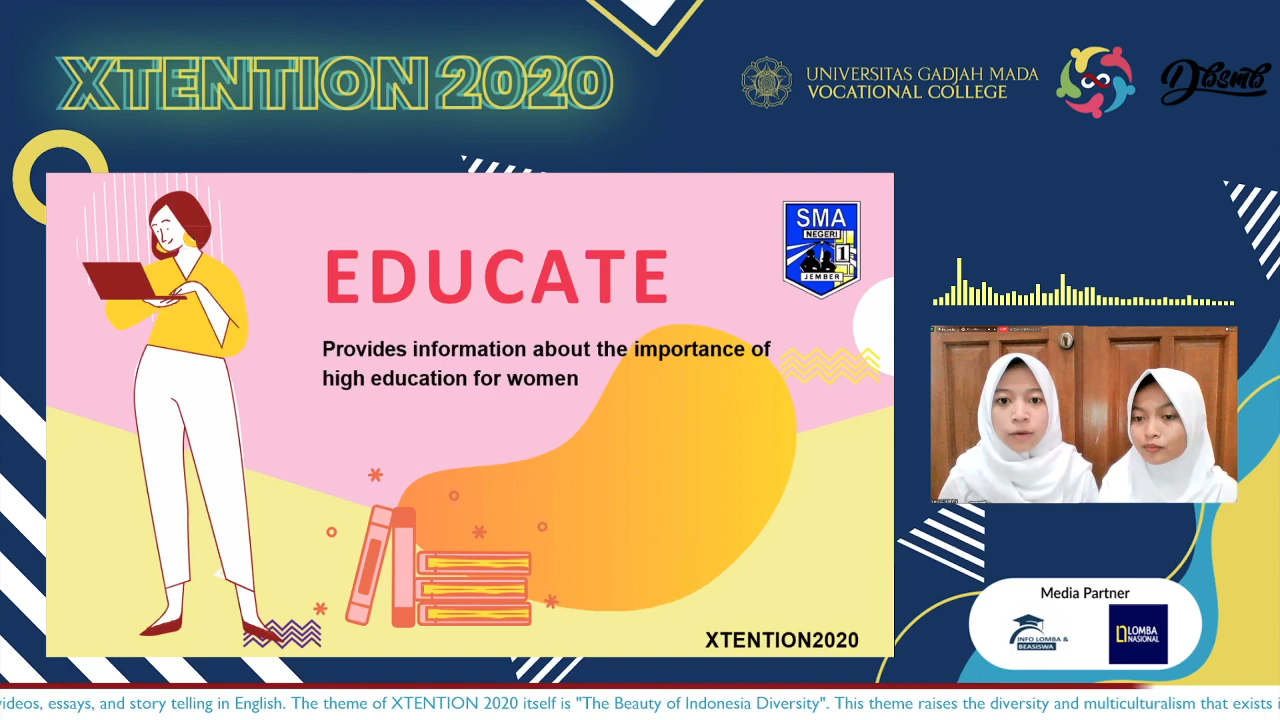 XTENTION 2020
UNIVERSITAS GADJAH MADA
VOCATIONAL COLLEGE
Dbsmb
EDUCATE
SMA
NEGERI
1
JEMBER
Provides information about the importance of
high education for women
XTENTION2020
Media Partner
INFO LOMBA &
BEASISWA
LOMBA
NASIONAL
videos, essays, and story telling in English. The theme of XTENTION 2020 itself is "The Beauty of Indonesia Diversity". This theme raises the diversity and multiculturalism that exists